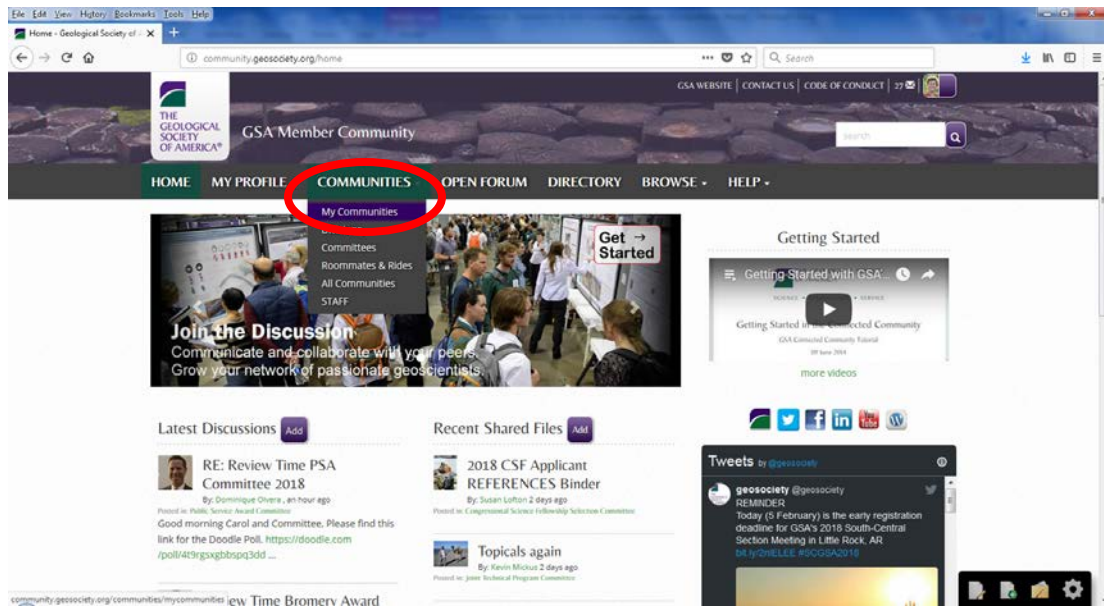 File Edit View History Bookmarks Tools Help
Home - Geological Society of
community.geosociety.org/home
Search
GSA WEBSITE | CONTACT US | CODE OF CONDUCT | 27
THE
GEOLOGICAL
SOCIETY
OF AMERICA®
GSA Member Community
search
HOME MY PROFILE COMMUNITIES OPEN FORUM DIRECTORY BROWSE HELP
My Communities
Committees
Roommates & Rides
All Communities
STAFF
Get →
Started
Join the Discussion
Communicate and collaborate with your peers.
Grow your network of passionate geoscientists.
Getting Started
Getting Started with GSA'...
Getting Started in the Connected Community
GSA Connected Community Tutorial
more videos
Latest Discussions Add
RE: Review Time PSA
Committee 2018
By: Dominique Olvera , an hour ago
Posted in: Public Service Award Committee
Good morning Carol and Committee, Please find this
link for the Doodle Poll. https://doodle.com
/poll/4t9rgsxgbbspq3dd ...
ew Time Bromery Award
Recent Shared Files Add
2018 CSF Applicant
REFERENCES Binder
By: Susan Lofton 2 days ago
Posted in: Congressional Science Fellowship Selection Committee
Topicals again
By: Kevin Mickus 2 days ago
Posted in: Joint Technical Program Committee
You
Tube
Tweets by @geosociety
geosociety @geosociety
REMINDER
Today (5 February) is the early registration
deadline for GSA's 2018 South-Central
Section Meeting in Little Rock, AR
bit.ly/2nIELEE #SCGSA2018
community.geosociety.org/communities/mycommunities